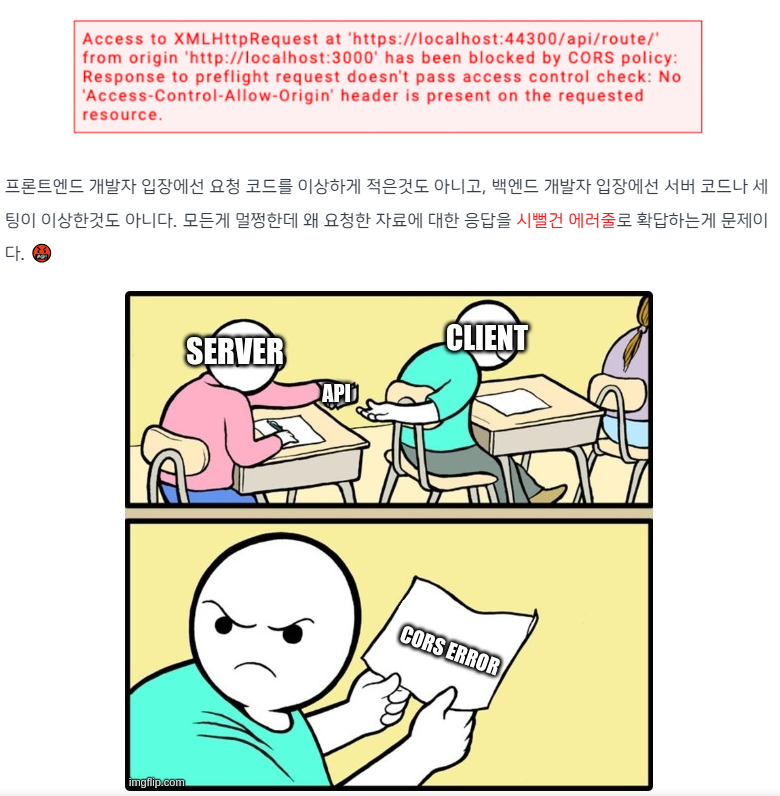 Access to XMLHttpRequest at 'https://localhost:44300/api/route/'
from origin 'http://localhost:3000' has been blocked by CORS policy:
Response to preflight request doesn't pass access control check: No
'Access-Control-Allow-Origin' header is present on the requested
resource.
프론트엔드 개발자 입장에선 요청 코드를 이상하게 적은것도 아니고, 백엔드 개발자 입장에선 서버 코드나 세
팅이 이상한것도 아니다. 모든게 멀쩡한데 왜 요청한 자료에 대한 응답을 시뻘건 에러줄로 확답하는게 문제이
다. 🤬
SERVER
CLIENT
API
CORS ERROR
imgflip.com